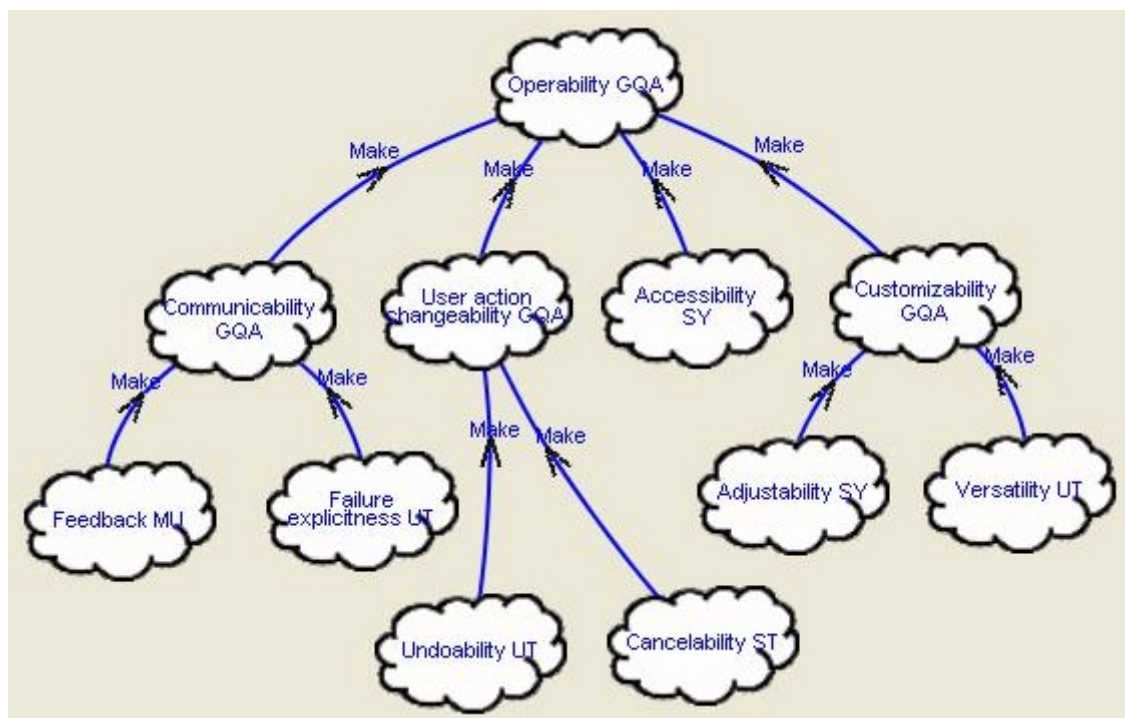 Operability GQA
Make
Make
Make
Make
Communicability
GQA
User action
changeability GQA
Accessibility
SY
Customizability
GQA
Make
Make
Make
Make
Make
Make
Feedback MU
Failure
explicitness UT
Adjustability SY
Versatility UT
Undoability UT
Cancelability ST